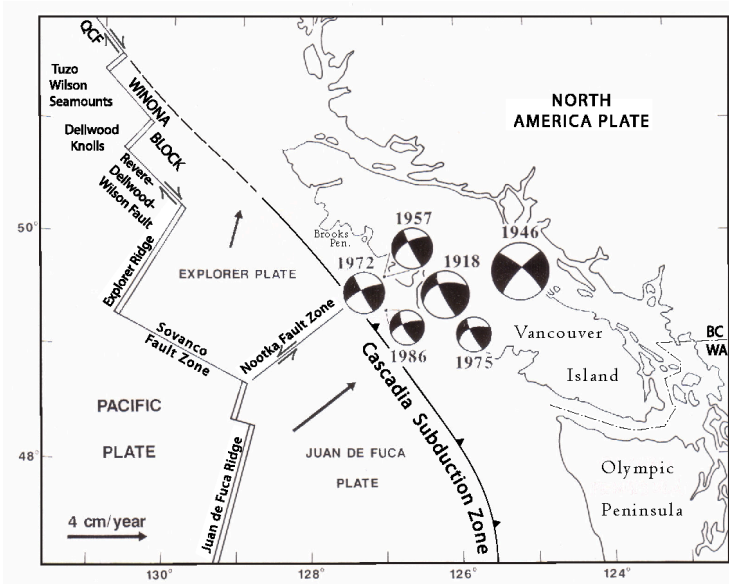 QCF
Tuzo
Wilson
Seamounts
WINONA
BLOCK
Dellwood
Knolls
Revere-
Dellwood-
Wilson Fault
NORTH
AMERICA PLATE
50°
Brooks
Pen.
1957
1946
1972
1918
EXPLORER PLATE
Explorer Ridge
Sovanco
Fault Zone
Nootka Fault Zone
1986
1975
Vancouver
Island
BC
WA
Cascadia Subduction Zone
PACIFIC
PLATE
JUAN DE FUCA
PLATE
48°
Juan de Fuca Ridge
Olympic
Peninsula
4 cm/year
130°
128°
126°
124°